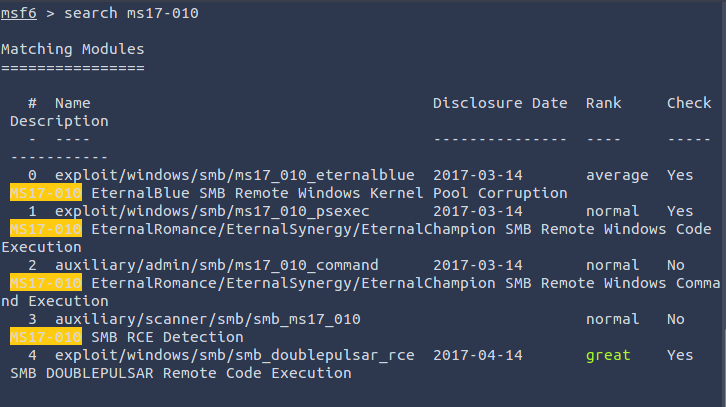 msf6 > search ms17-010
Matching Modules
================
# Name Disclosure Date Rank Check
Description
- ---- --------------- ---- -----
-----------
0 exploit/windows/smb/ms17_010_eternalblue 2017-03-14 average Yes
MS17-010 EternalBlue SMB Remote Windows Kernel Pool Corruption
1 exploit/windows/smb/ms17_010_psexec 2017-03-14 normal Yes
MS17-010 EternalRomance/EternalSynergy/EternalChampion SMB Remote Windows Code
Execution
2 auxiliary/admin/smb/ms17_010_command 2017-03-14 normal No
MS17-010 EternalRomance/EternalSynergy/EternalChampion SMB Remote Windows Comma
nd Execution
3 auxiliary/scanner/smb/smb_ms17_010 normal No
MS17-010 SMB RCE Detection
4 exploit/windows/smb/smb_doublepulsar_rce 2017-04-14 great Yes
SMB DOUBLEPULSAR Remote Code Execution